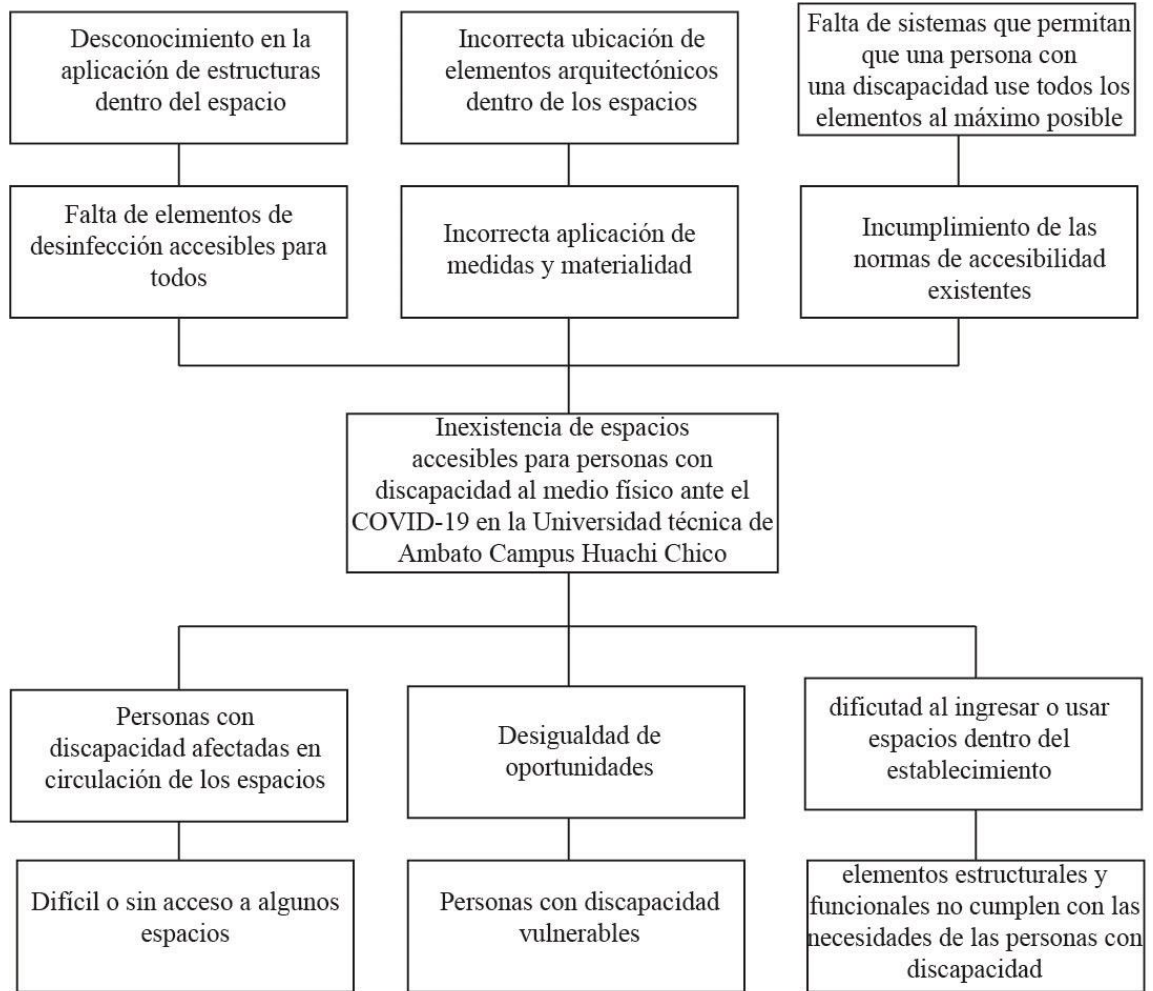 Desconocimiento en la
aplicación de estructuras
dentro del espacio
Incorrecta ubicación de
elementos arquitectónicos
dentro de los espacios
Falta de sistemas que permitan
que una persona con
una discapacidad use todos los
elementos al máximo posible
Falta de elementos de
desinfección accesibles para
todos
Incorrecta aplicación de
medidas y materialidad
Incumplimiento de las
normas de accesibilidad
existentes
Inexistencia de espacios
accesibles para personas con
discapacidad al medio físico ante el
COVID-19 en la Universidad técnica de
Ambato Campus Huachi Chico
Personas con
discapacidad afectadas en
circulación de los espacios
Desigualdad de
oportunidades
dificutad al ingresar o usar
espacios dentro del
establecimiento
Difícil o sin acceso a algunos
espacios
Personas con discapacidad
vulnerables
elementos estructurales y
funcionales no cumplen con las
necesidades de las personas con
discapacidad